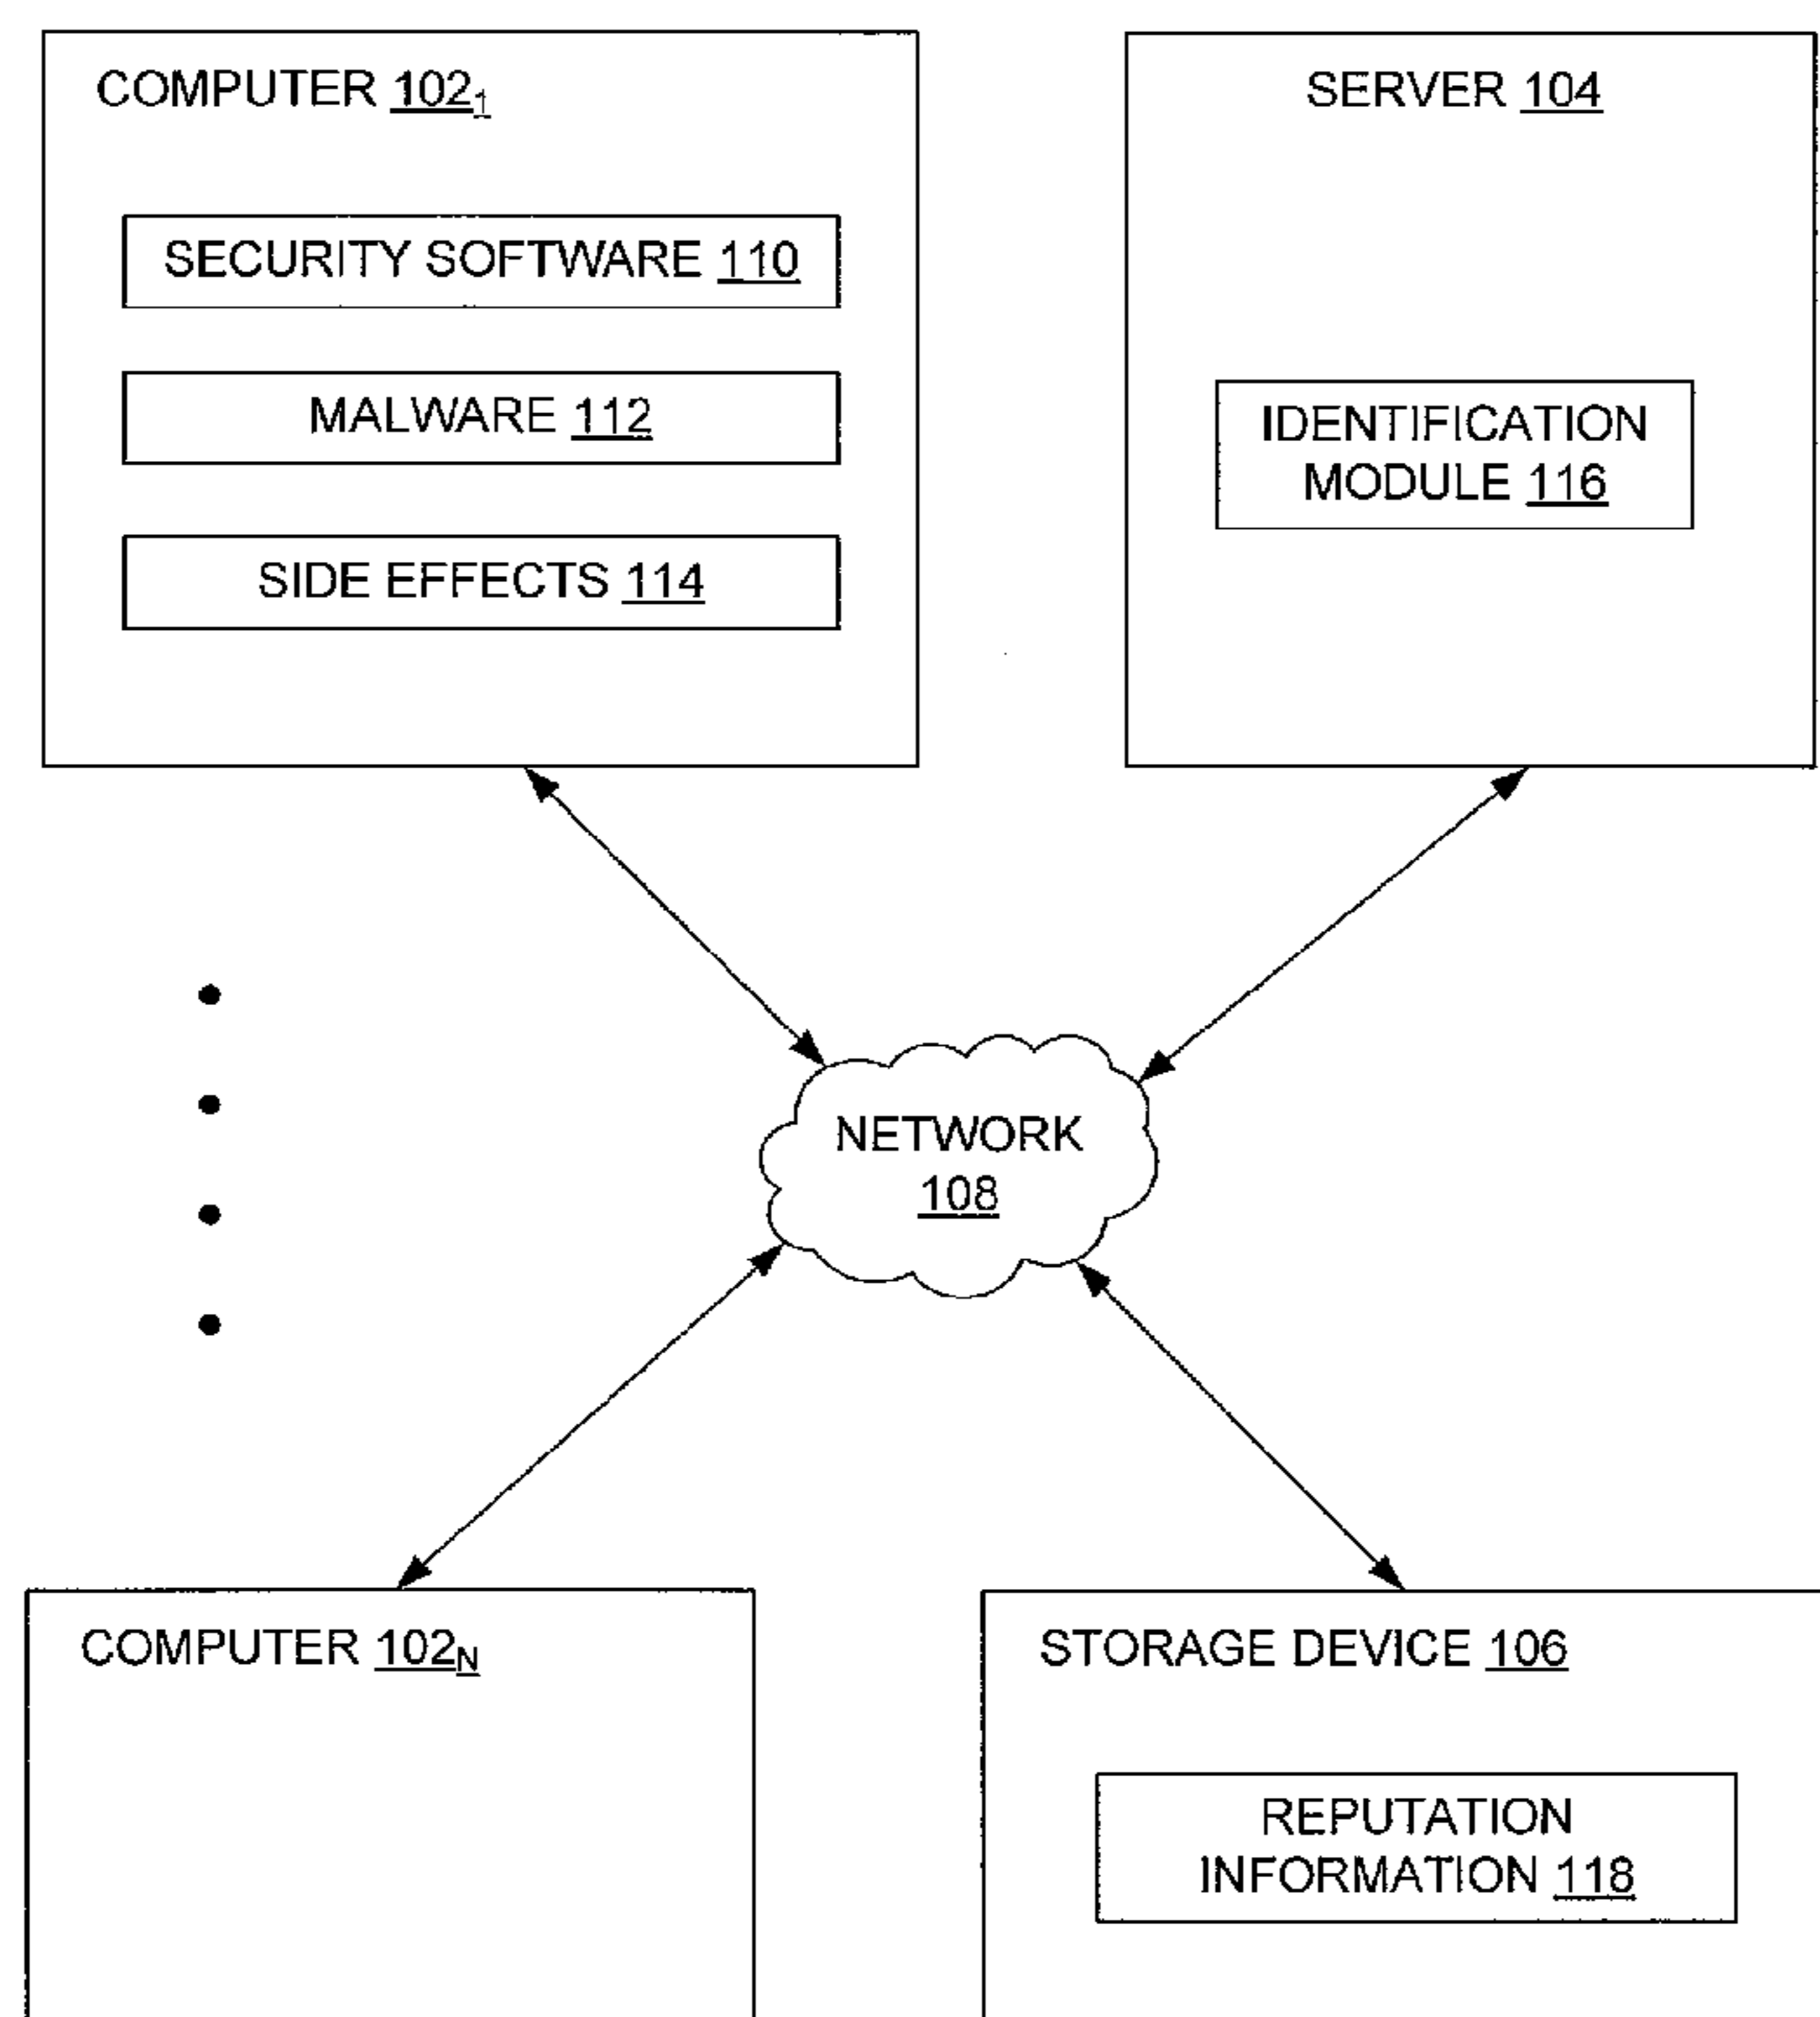 COMPUTER 102₁
SECURITY SOFTWARE 110
MALWARE 112
SIDE EFFECTS 114
SERVER 104
IDENTIFICATION
MODULE 116
NETWORK
108
COMPUTER 102N
STORAGE DEVICE 106
REPUTATION
INFORMATION 118